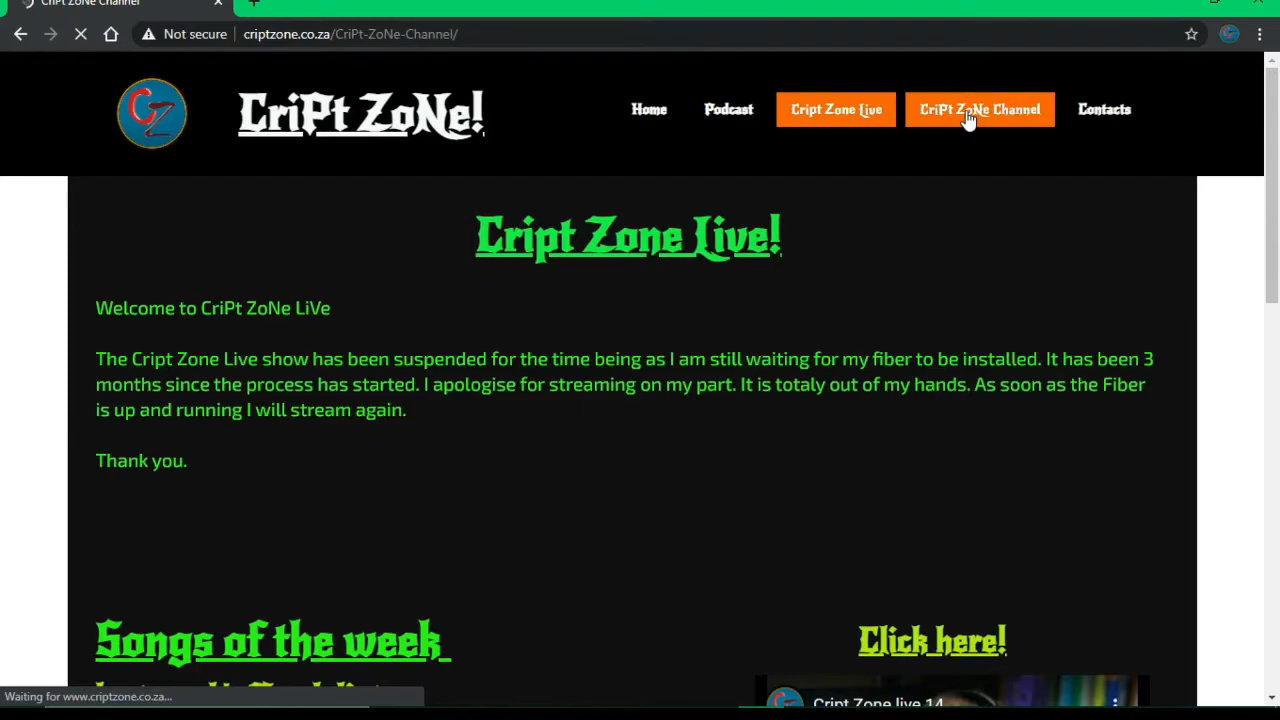 CriPt ZoNe Channel
Not secure criptzone.co.za/CriPt-ZoNe-Channel/
CZ
CriPt ZoNe!
Home Podcast Cript Zone Live CriPt ZoNe Channel Contacts
Cript Zone Live!
Welcome to CriPt ZoNe LiVe
The Cript Zone Live show has been suspended for the time being as I am still waiting for my fiber to be installed. It has been 3
months since the process has started. I apologise for streaming on my part. It is totaly out of my hands. As soon as the Fiber
is up and running I will stream again.
Thank you.
Songs of the week
Click here!
Cript Zone live 14
Waiting for www.criptzone.co.za...